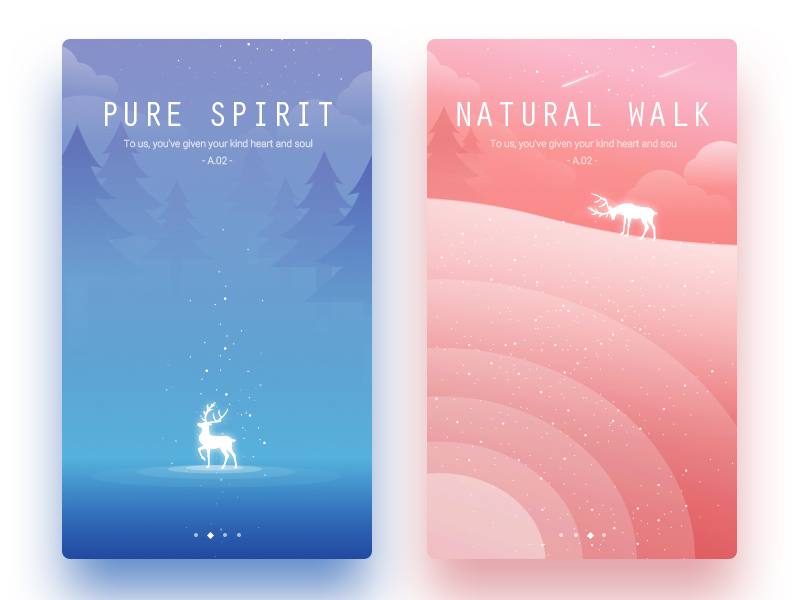 PURE SPIRIT
To us, you've given your kind heart and soul
- A.02 -
NATURAL WALK
To us, you've given your kind heart and sou
- A.02 -